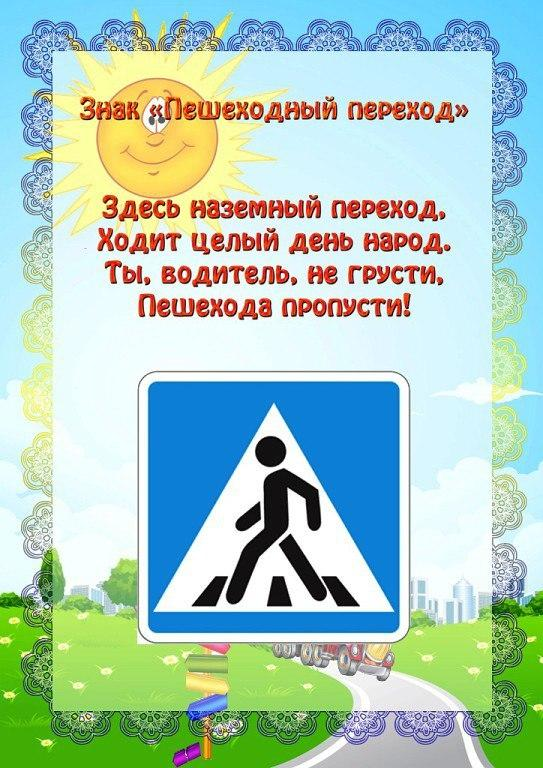 Знак «Пешеходный переход»
Здесь наземный переход,
Ходит целый день народ.
Ты, водитель, не грусти,
Пешехода пропусти!